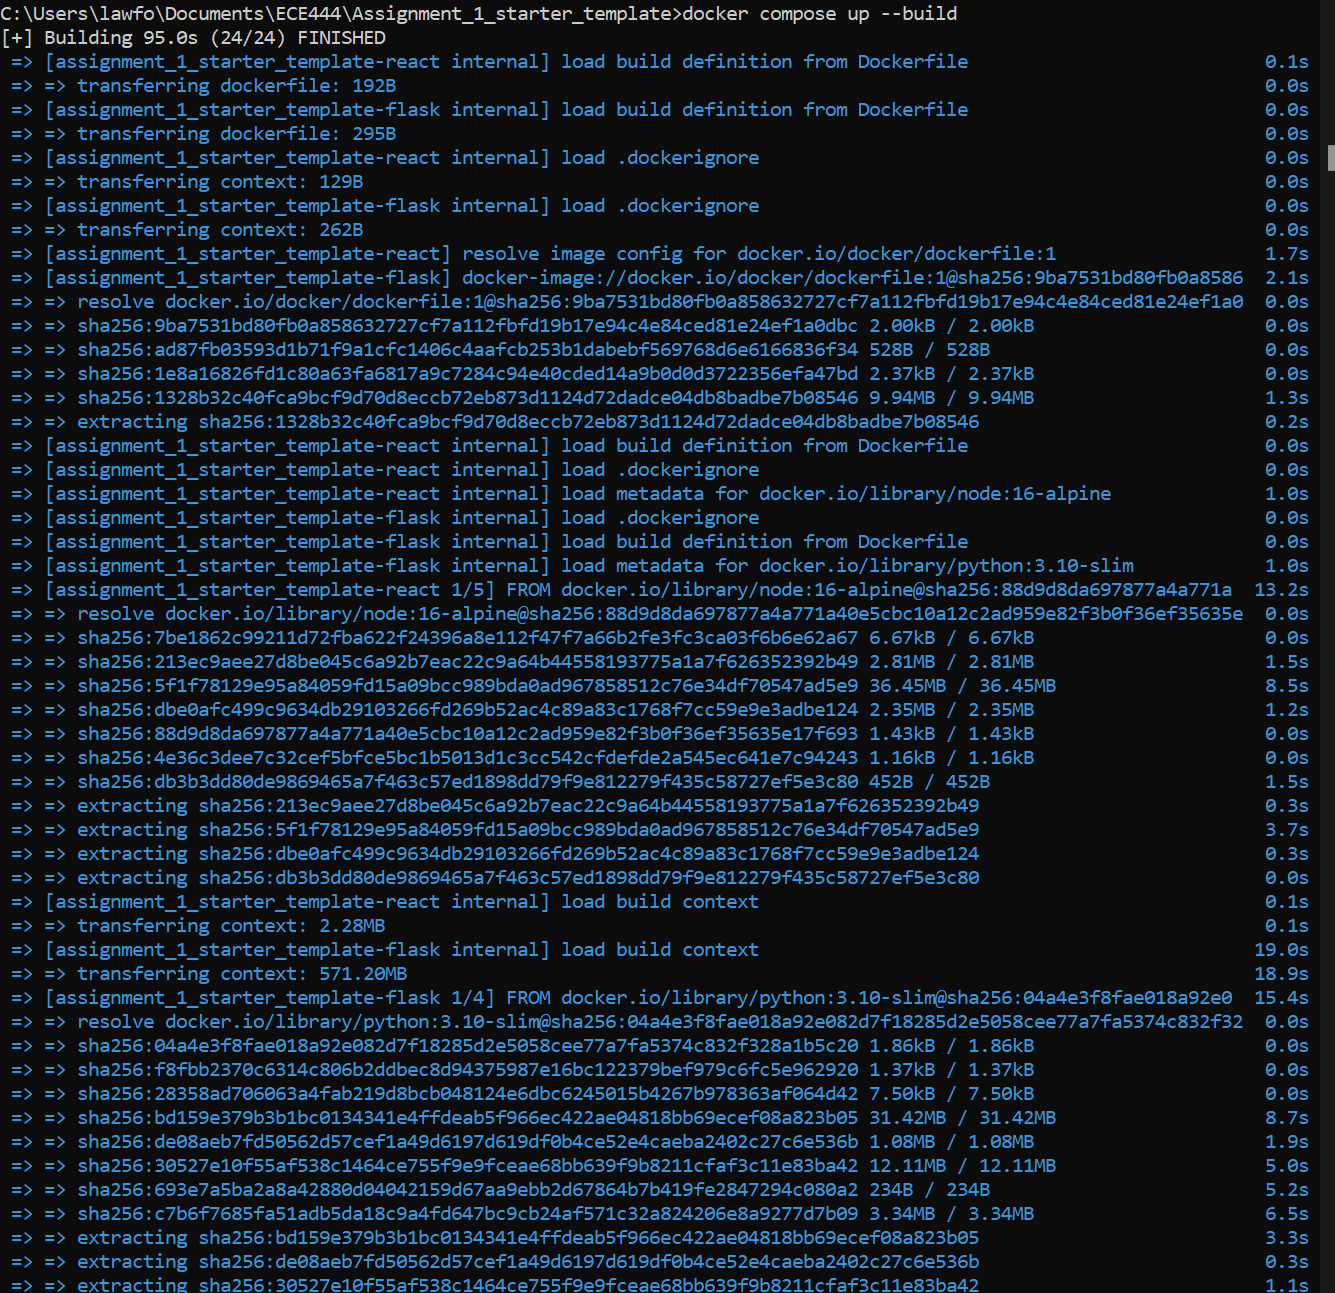 C:\Users\lawfo\Documents\ECE444\Assignment_1_starter_template>docker compose up --build
[+] Building 95.0s (24/24) FINISHED
=> [assignment_1_starter_template-react internal] load build definition from Dockerfile 0.1s
=> => transferring dockerfile: 192B 0.0s
=> [assignment_1_starter_template-flask internal] load build definition from Dockerfile 0.0s
=> => transferring dockerfile: 295B 0.0s
=> [assignment_1_starter_template-react internal] load .dockerignore 0.0s
=> => transferring context: 129B 0.0s
=> [assignment_1_starter_template-flask internal] load .dockerignore 0.0s
=> => transferring context: 262B 0.0s
=> [assignment_1_starter_template-react] resolve image config for docker.io/docker/dockerfile:1 1.7s
=> [assignment_1_starter_template-flask] docker-image://docker.io/docker/dockerfile:1@sha256:9ba7531bd80fb0a8586 2.1s
=> => resolve docker.io/docker/dockerfile:1@sha256:9ba7531bd80fb0a858632727cf7a112fbfd19b17e94c4e84ced81e24ef1a0 0.0s
=> => sha256:9ba7531bd80fb0a858632727cf7a112fbfd19b17e94c4e84ced81e24ef1a0dbc 2.00kB / 2.00kB 0.0s
=> => sha256:ad87fb03593d1b71f9a1cfc1406c4aafcb253b1dabebf569768d6e6166836f34 528B / 528B 0.0s
=> => sha256:1e8a16826fd1c80a63fa6817a9c7284c94e40cded14a9b0d0d3722356efa47bd 2.37kB / 2.37kB 0.0s
=> => sha256:1328b32c40fca9bcf9d70d8eccb72eb873d1124d72dadce04db8badbe7b08546 9.94MB / 9.94MB 1.3s
=> => extracting sha256:1328b32c40fca9bcf9d70d8eccb72eb873d1124d72dadce04db8badbe7b08546 0.2s
=> [assignment_1_starter_template-react internal] load build definition from Dockerfile 0.0s
=> [assignment_1_starter_template-react internal] load .dockerignore 0.0s
=> [assignment_1_starter_template-react internal] load metadata for docker.io/library/node:16-alpine 1.0s
=> [assignment_1_starter_template-flask internal] load .dockerignore 0.0s
=> [assignment_1_starter_template-flask internal] load build definition from Dockerfile 0.0s
=> [assignment_1_starter_template-flask internal] load metadata for docker.io/library/python:3.10-slim 1.0s
=> [assignment_1_starter_template-react 1/5] FROM docker.io/library/node:16-alpine@sha256:88d9d8da697877a4a771a 13.2s
=> => resolve docker.io/library/node:16-alpine@sha256:88d9d8da697877a4a771a40e5cbc10a12c2ad959e82f3b0f36ef35635e 0.0s
=> => sha256:7be1862c99211d72fba622f24396a8e112f47f7a66b2fe3fc3ca03f6b6e62a67 6.67kB / 6.67kB 0.0s
=> => sha256:213ec9aee27d8be045c6a92b7eac22c9a64b44558193775a1a7f626352392b49 2.81MB / 2.81MB 1.5s
=> => sha256:5f1f78129e95a84059fd15a09bcc989bda0ad967858512c76e34df70547ad5e9 36.45MB / 36.45MB 8.5s
=> => sha256:dbe0afc499c9634db29103266fd269b52ac4c89a83c1768f7cc59e9e3adbe124 2.35MB / 2.35MB 1.2s
=> => sha256:88d9d8da697877a4a771a40e5cbc10a12c2ad959e82f3b0f36ef35635e17f693 1.43kB / 1.43kB 0.0s
=> => sha256:4e36c3dee7c32cef5bfce5bc1b5013d1c3cc542cfdefde2a545ec641e7c94243 1.16kB / 1.16kB 0.0s
=> => sha256:db3b3dd80de9869465a7f463c57ed1898dd79f9e812279f435c58727ef5e3c80 452B / 452B 1.5s
=> => extracting sha256:213ec9aee27d8be045c6a92b7eac22c9a64b44558193775a1a7f626352392b49 0.3s
=> => extracting sha256:5f1f78129e95a84059fd15a09bcc989bda0ad967858512c76e34df70547ad5e9 3.7s
=> => extracting sha256:dbe0afc499c9634db29103266fd269b52ac4c89a83c1768f7cc59e9e3adbe124 0.3s
=> => extracting sha256:db3b3dd80de9869465a7f463c57ed1898dd79f9e812279f435c58727ef5e3c80 0.0s
=> [assignment_1_starter_template-react internal] load build context 0.1s
=> => transferring context: 2.28MB 0.1s
=> [assignment_1_starter_template-flask internal] load build context 19.0s
=> => transferring context: 571.20MB 18.9s
=> [assignment_1_starter_template-flask 1/4] FROM docker.io/library/python:3.10-slim@sha256:04a4e3f8fae018a92e0 15.4s
=> => resolve docker.io/library/python:3.10-slim@sha256:04a4e3f8fae018a92e082d7f18285d2e5058cee77a7fa5374c832f32 0.0s
=> => sha256:04a4e3f8fae018a92e082d7f18285d2e5058cee77a7fa5374c832f328a1b5c20 1.86kB / 1.86kB 0.0s
=> => sha256:f8fbb2370c6314c806b2ddbec8d94375987e16bc122379bef979c6fc5e962920 1.37kB / 1.37kB 0.0s
=> => sha256:28358ad706063a4fab219d8bcb048124e6dbc6245015b4267b978363af064d42 7.50kB / 7.50kB 0.0s
=> => sha256:bd159e379b3b1bc0134341e4ffdeab5f966ec422ae04818bb69ecef08a823b05 31.42MB / 31.42MB 8.7s
=> => sha256:de08aeb7fd50562d57cef1a49d6197d619df0b4ce52e4caeba2402c27c6e536b 1.08MB / 1.08MB 1.9s
=> => sha256:30527e10f55af538c1464ce755f9e9fceae68bb639f9b8211cfaf3c11e83ba42 12.11MB / 12.11MB 5.0s
=> => sha256:693e7a5ba2a8a42880d04042159d67aa9ebb2d67864b7b419fe2847294c080a2 234B / 234B 5.2s
=> => sha256:c7b6f7685fa51adb5da18c9a4fd647bc9cb24af571c32a824206e8a9277d7b09 3.34MB / 3.34MB 6.5s
=> => extracting sha256:bd159e379b3b1bc0134341e4ffdeab5f966ec422ae04818bb69ecef08a823b05 3.3s
=> => extracting sha256:de08aeb7fd50562d57cef1a49d6197d619df0b4ce52e4caeba2402c27c6e536b 0.3s
=> => extracting sha256:30527e10f55af538c1464ce755f9e9fceae68bb639f9b8211cfaf3c11e83ba42 1.1s